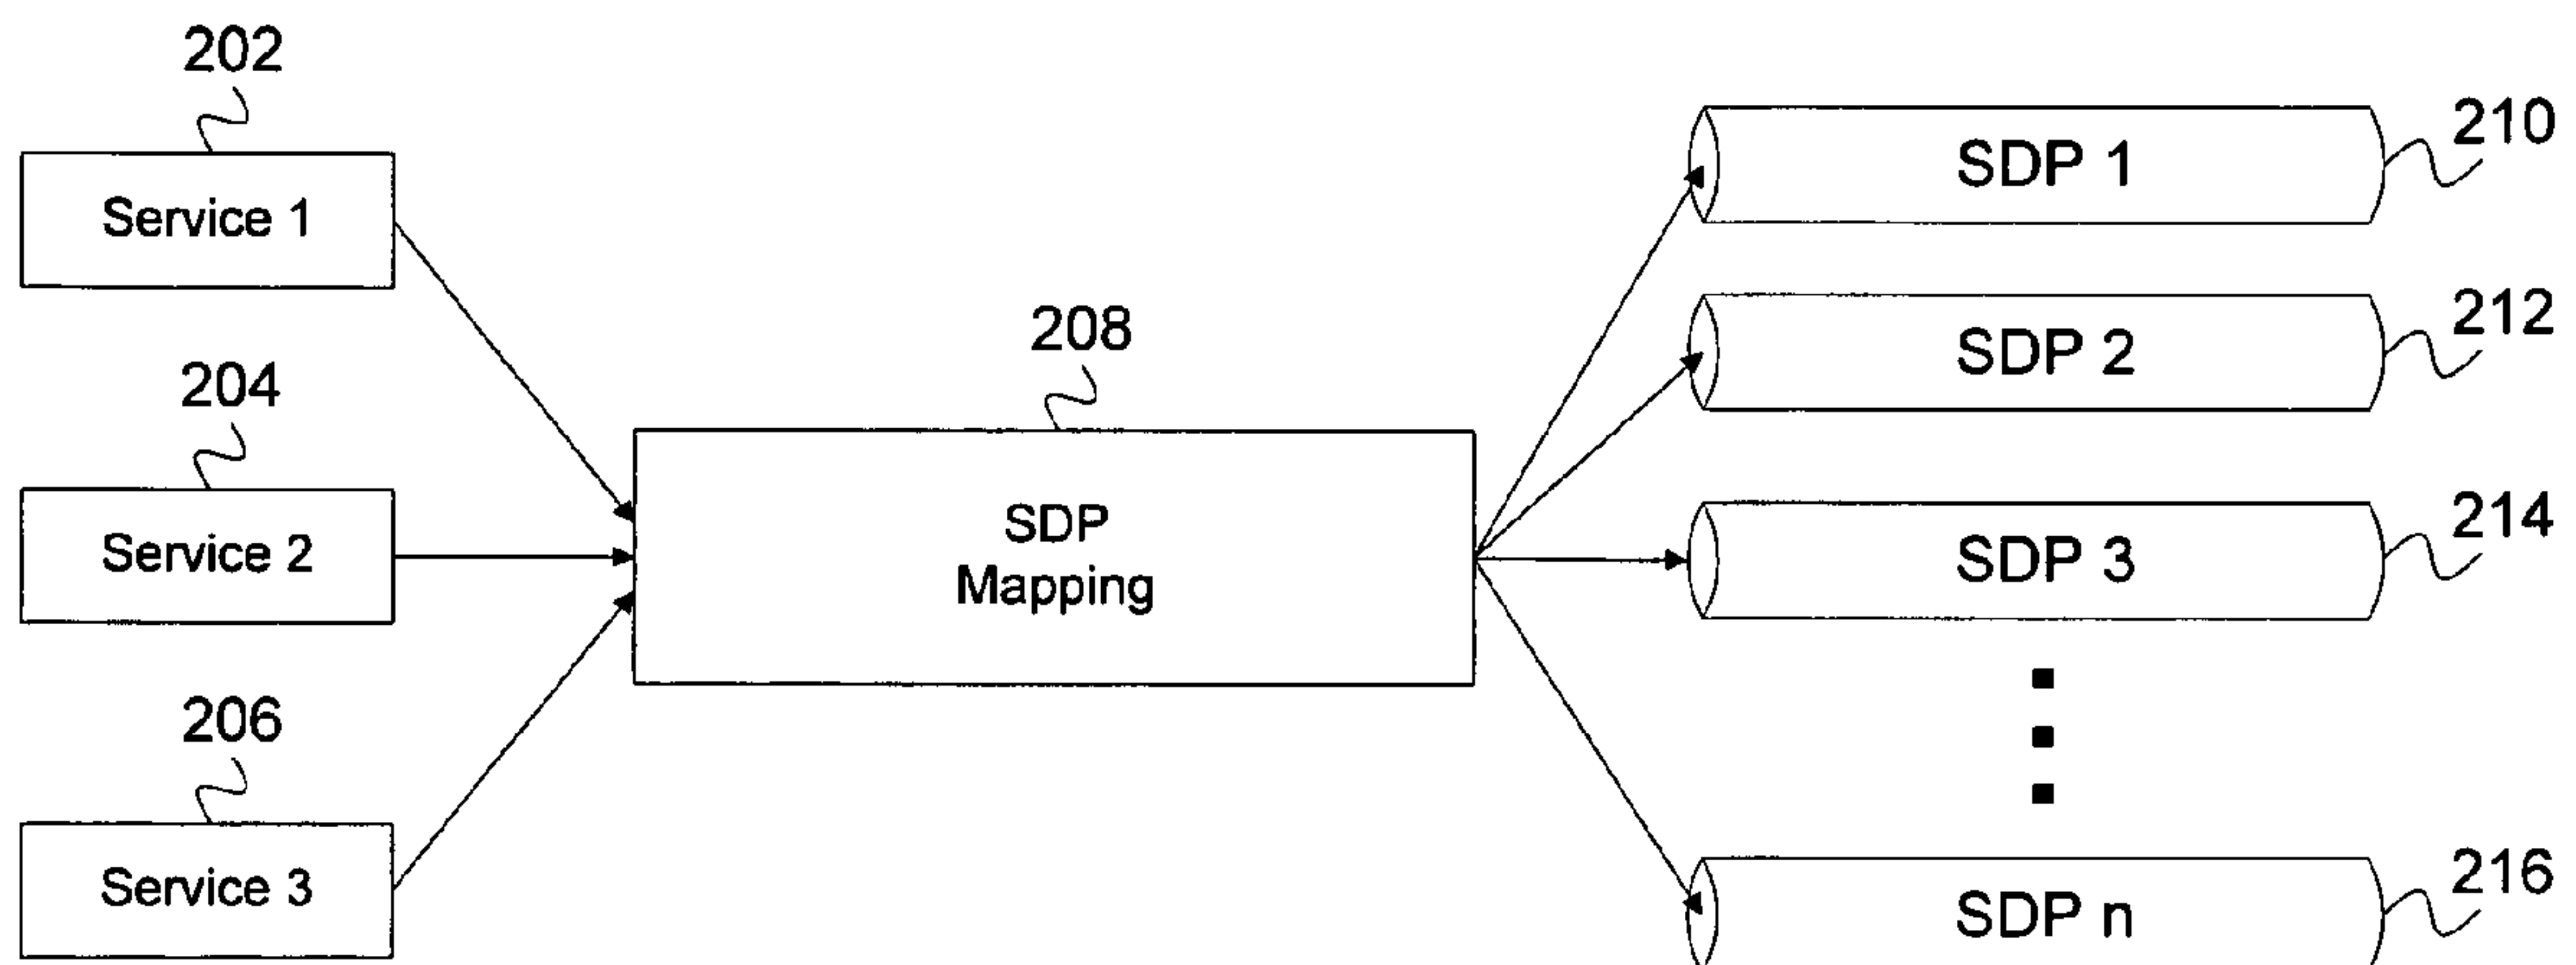 202
Service 1
204
Service 2
206
Service 3
208
SDP
Mapping
SDP 1
210
SDP 2
212
SDP 3
214
SDP n
216